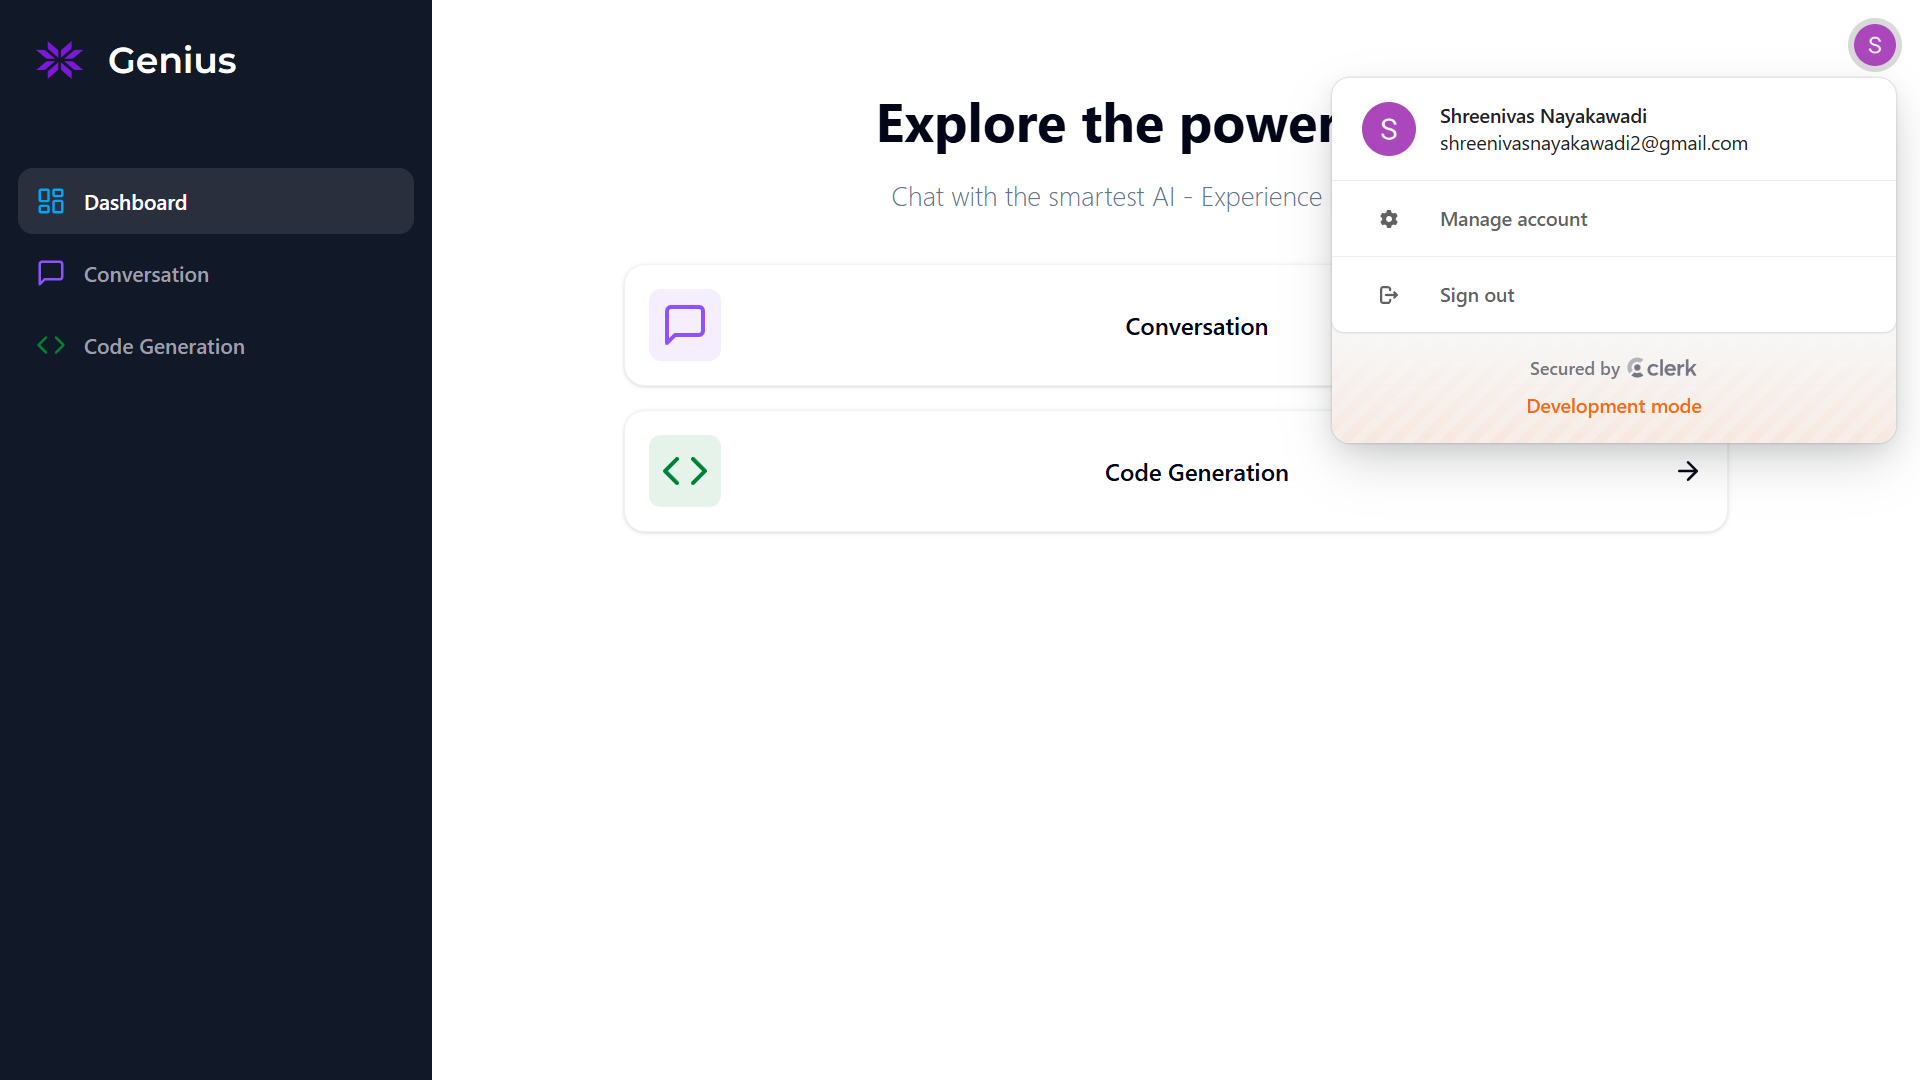 Genius
Dashboard
Conversation
Code Generation
S
Explore the power
Chat with the smartest AI - Experience
Conversation
Code Generation
S
Shreenivas Nayakawadi
shreenivasnayakawadi2@gmail.com
Manage account
Sign out
Secured by clerk
Development mode